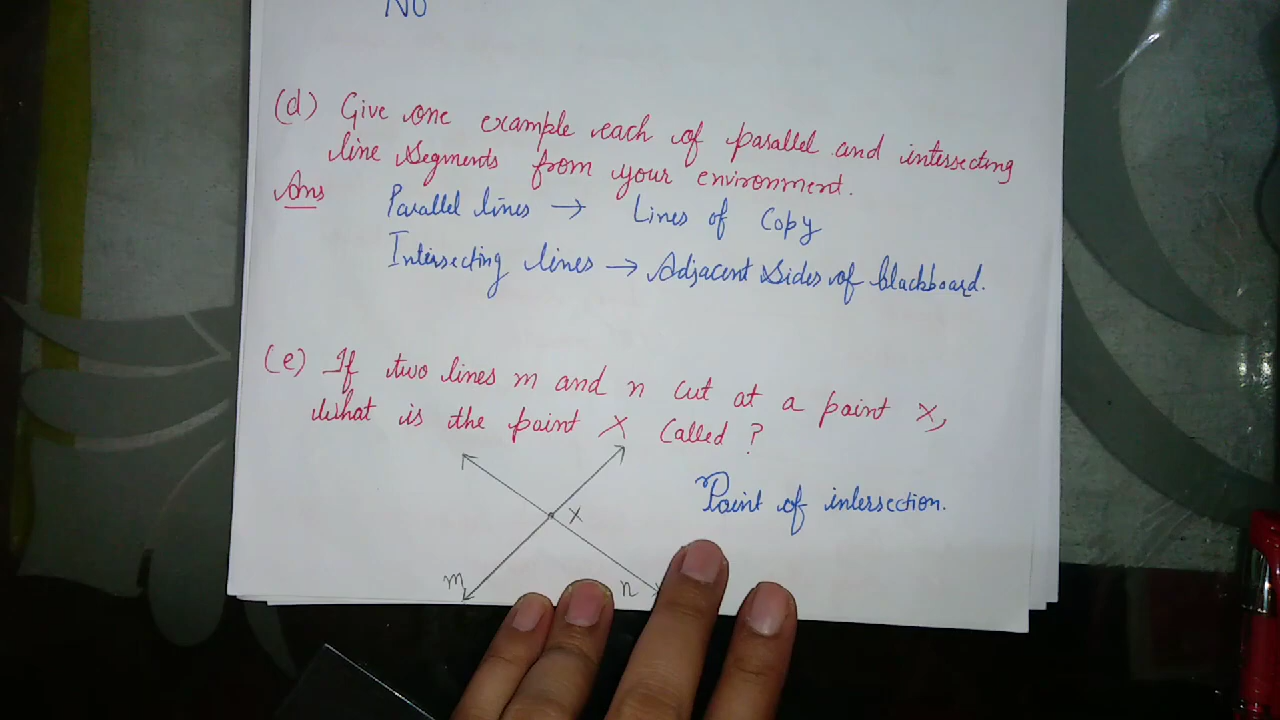 No
(d) Give one example each of parallel and intersecting
line segments from your environment.
Ans
Parallel lines → Lines of Copy
Intersecting lines → Adjacent sides of blackboard.
(e) If two lines m and n cut at a point X,
what is the point X called ?
Point of intersection.
X
m
n